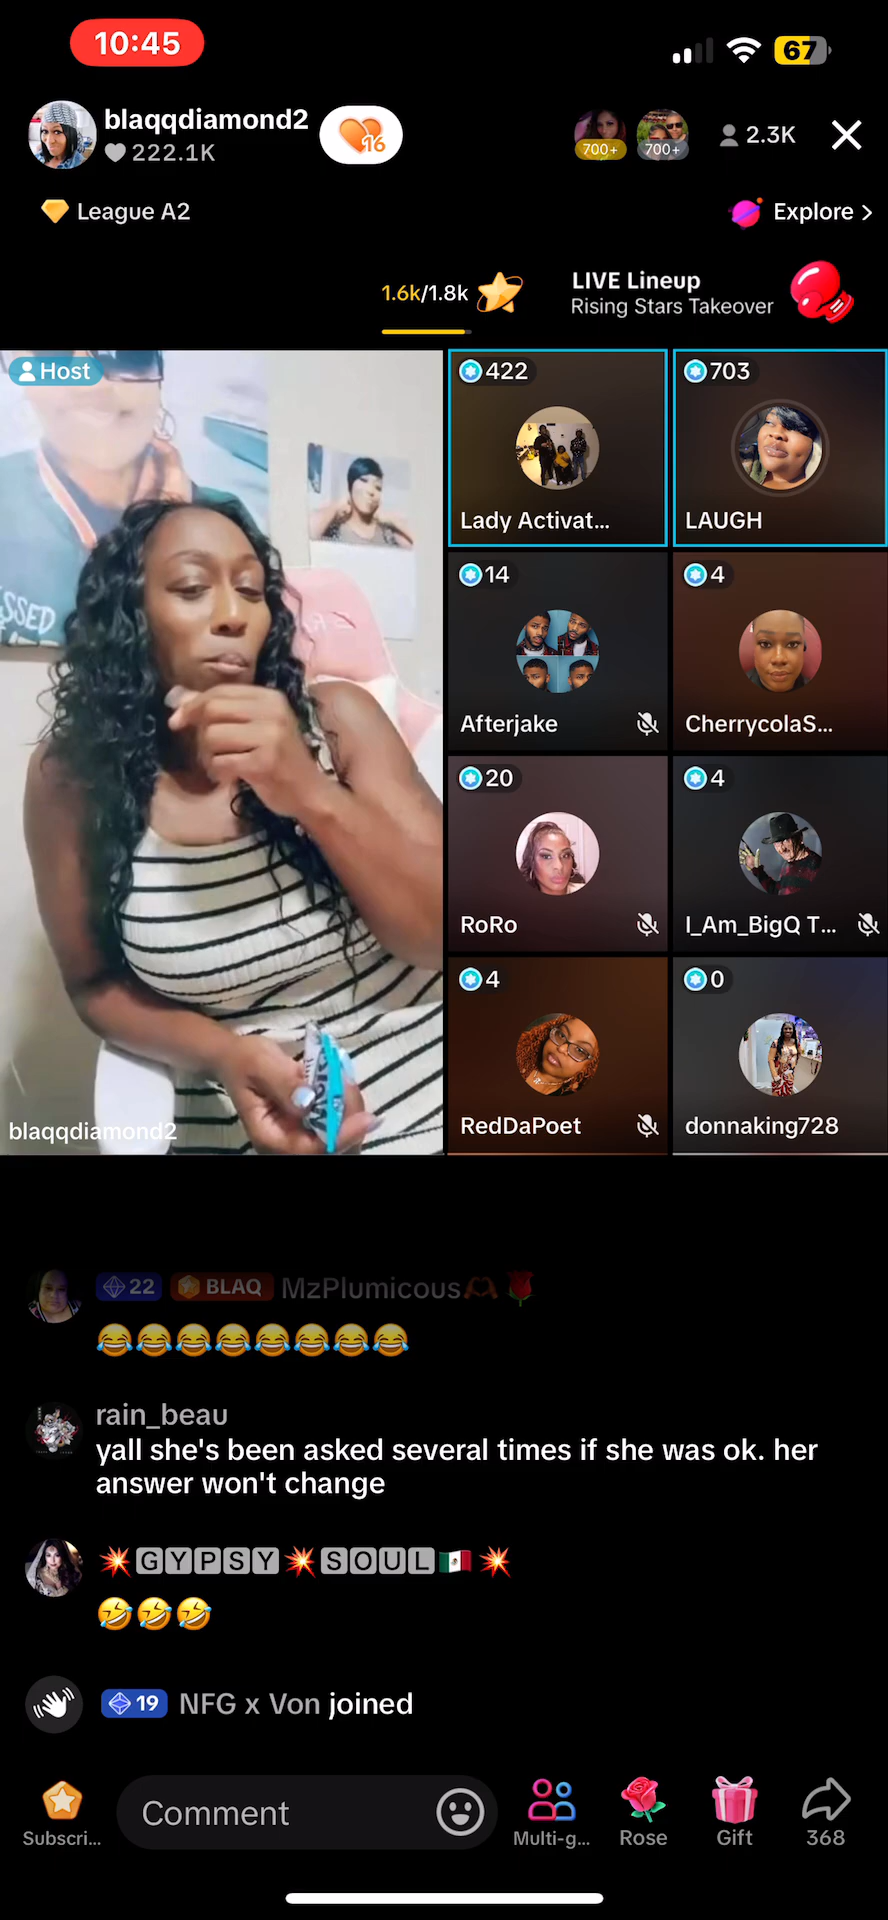 10:45
67
blaqqdiamond2
222.1K
16
700+
700+
2.3K
League A2
Explore >
1.6k/1.8k
LIVE Lineup
Rising Stars Takeover
Host
SSED
blaqqdiamond2
422
Lady Activat...
703
LAUGH
14
Afterjake
4
CherrycolaS...
20
RoRo
4
I_Am_BigQ T...
4
RedDaPoet
0
donnaking728
22 BLAQ MzPlumicous🫶🏾🌹
😂😂😂😂😂😂😂😂
rain_beau
yall she's been asked several times if she was ok. her
answer won't change
💥🅶🆈🅿🆂🆈💥🆂🅾🆄🅻🇲🇽💥
🤣🤣🤣
19 NFG x Von joined
Comment
Subscri...
Multi-g...
Rose
Gift
368